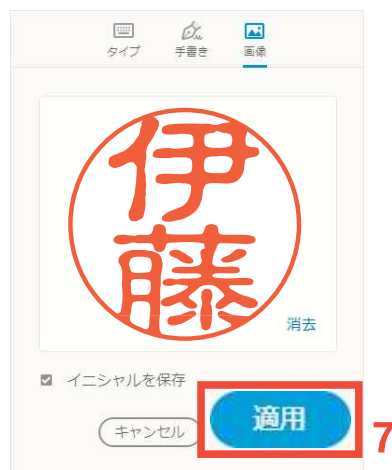 タイプ 手書き 画像
伊藤
消去
イニシャルを保存
キャンセル 適用 7